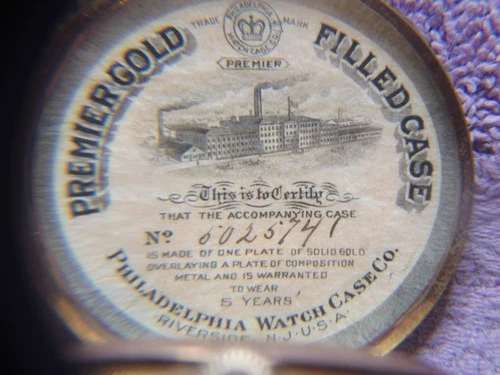 PREMIER GOLD FILLED CASE
TRADE MARK
PHILADELPHIA
WATCH CASE CO.
PREMIER
This is to Certify
THAT THE ACCOMPANYING CASE
No 5025741
IS MADE OF ONE PLATE OF SOLID GOLD
OVERLAYING A PLATE OF COMPOSITION
METAL AND IS WARRANTED
TO WEAR
5 YEARS
PHILADELPHIA WATCH CASE CO.
RIVERSIDE, N.J. U.S.A.